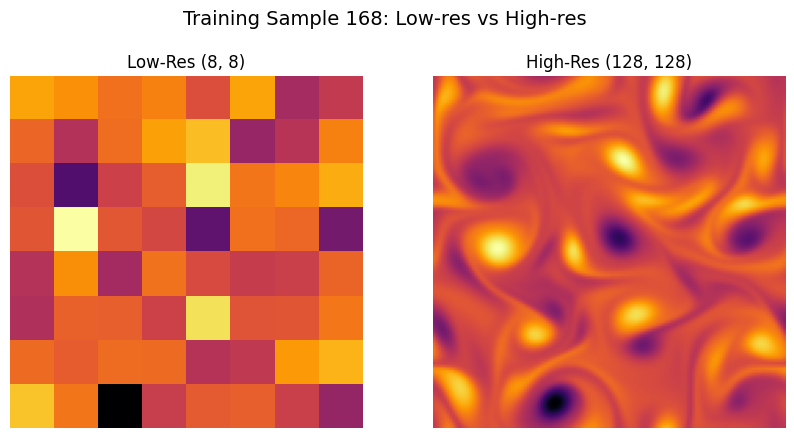 Training Sample 168: Low-res vs High-res
Low-Res (8, 8)
High-Res (128, 128)